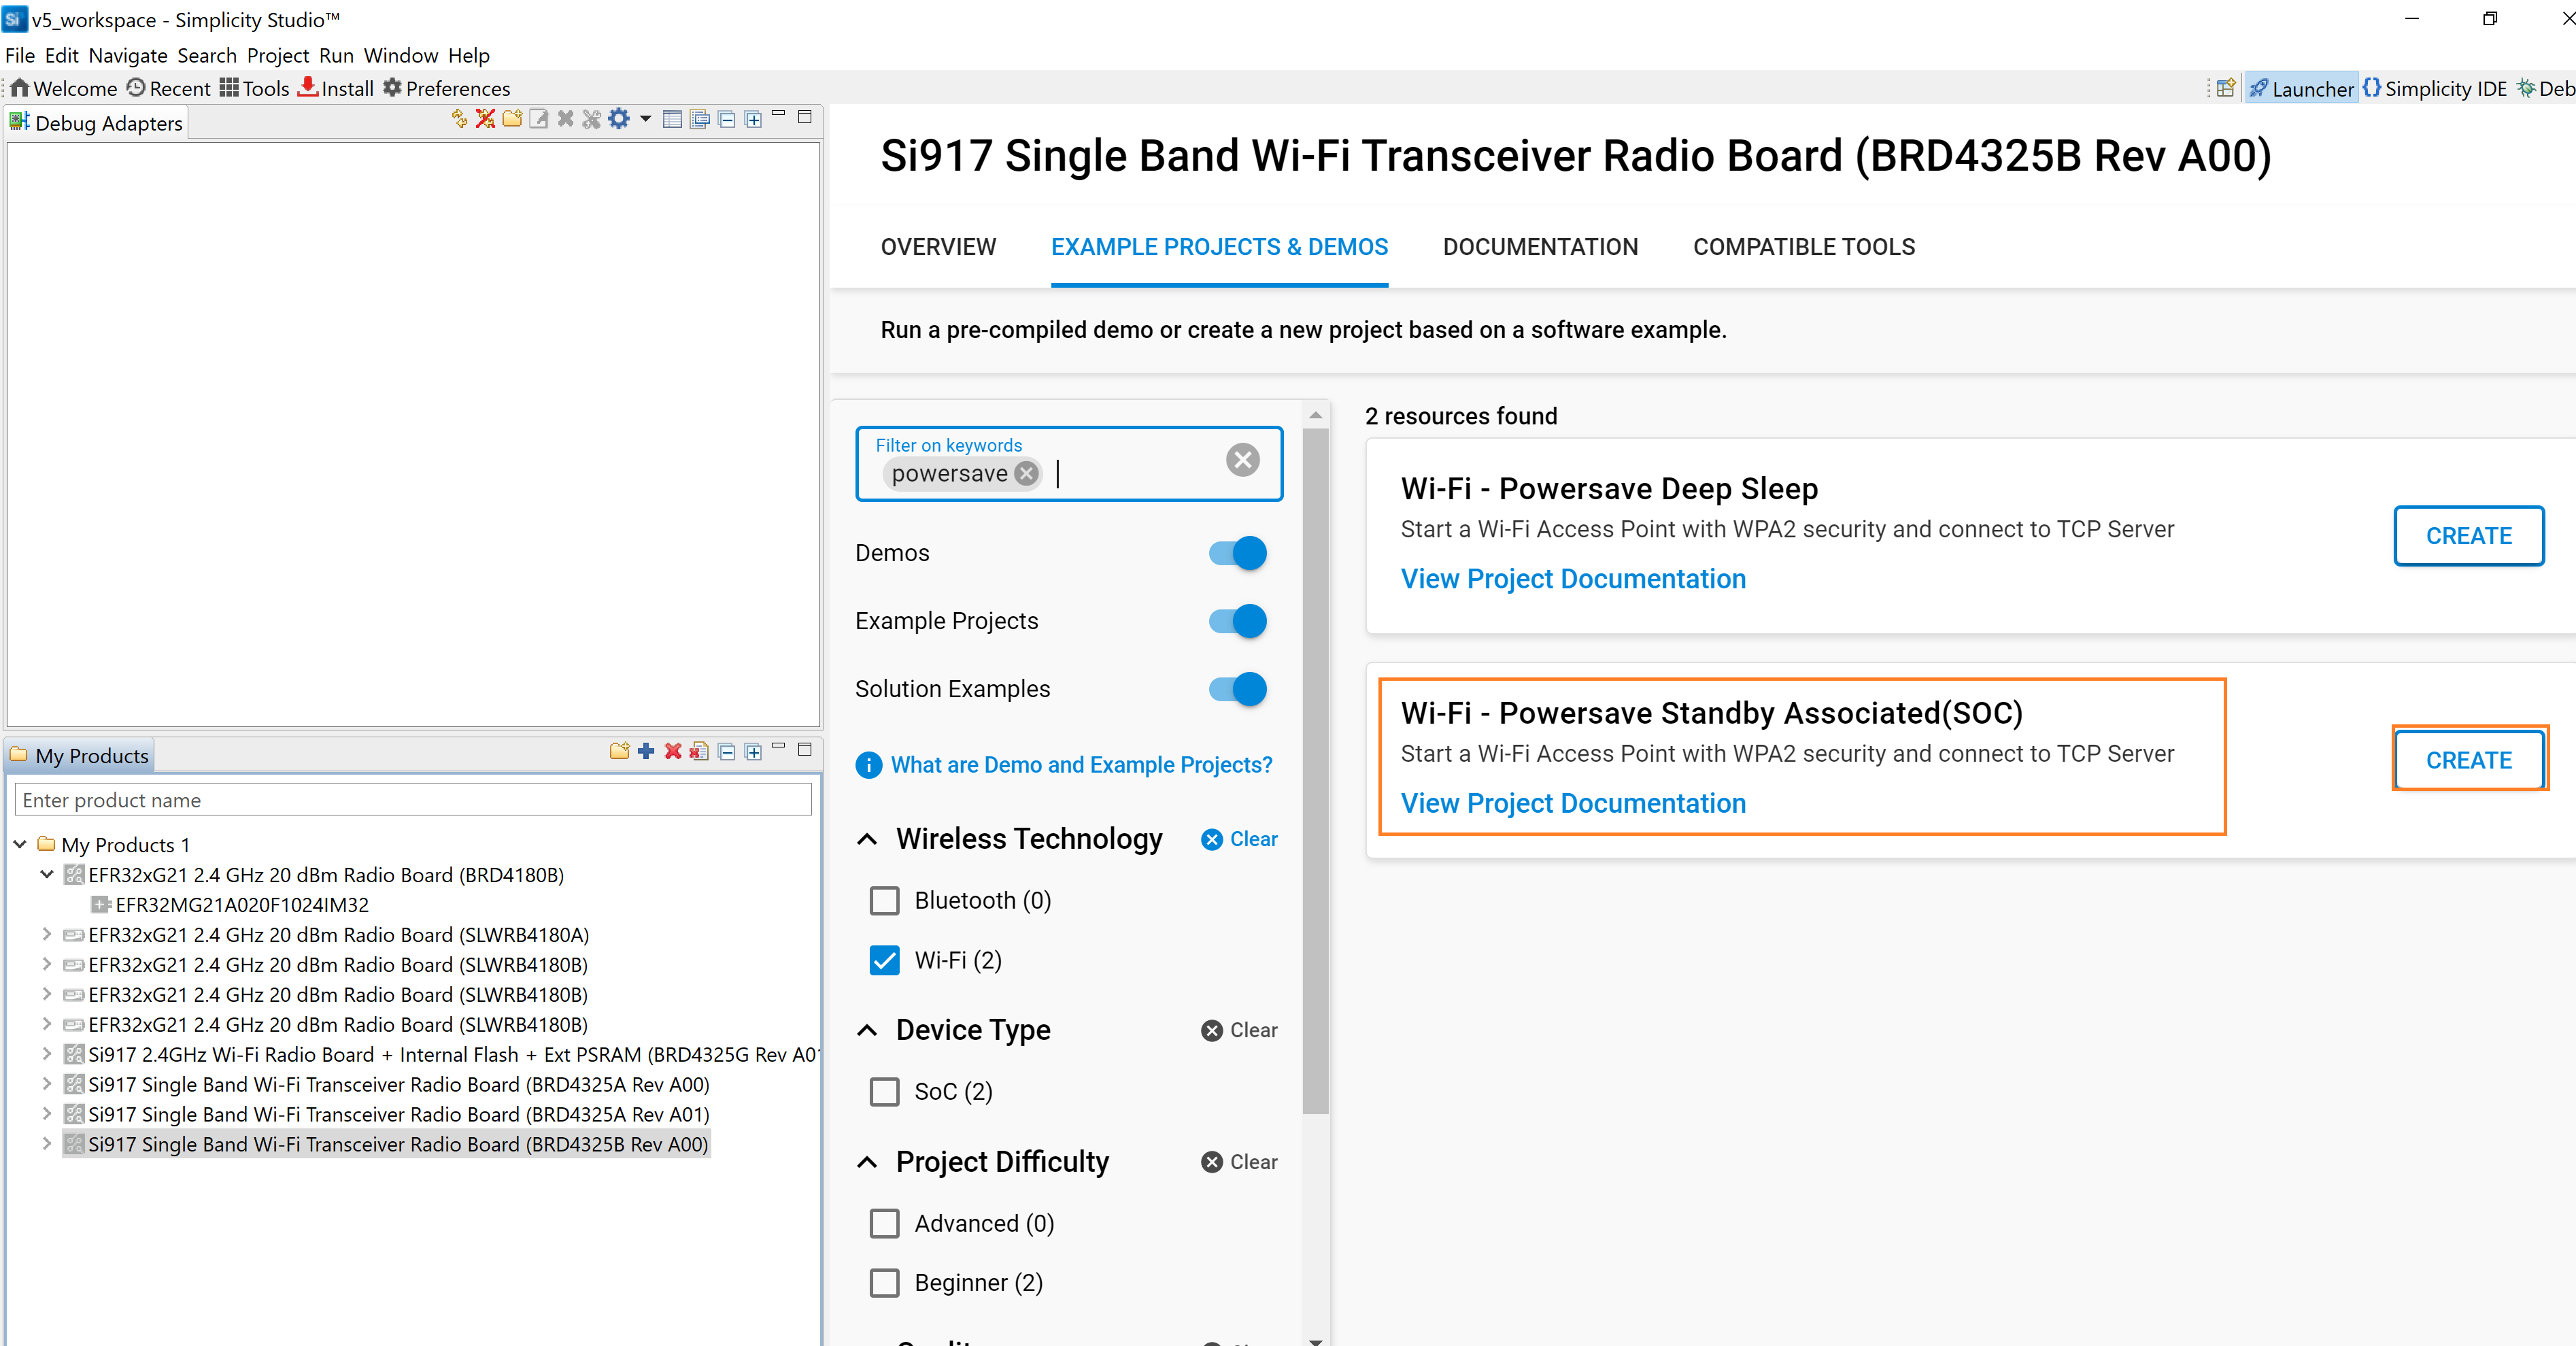 v5_workspace - Simplicity Studio™
File Edit Navigate Search Project Run Window Help
Welcome Recent Tools Install Preferences
Launcher Simplicity IDE Deb
Debug Adapters
Si917 Single Band Wi-Fi Transceiver Radio Board (BRD4325B Rev A00)
OVERVIEW EXAMPLE PROJECTS & DEMOS DOCUMENTATION COMPATIBLE TOOLS
Run a pre-compiled demo or create a new project based on a software example.
Filter on keywords
powersave
Demos
Example Projects
Solution Examples
What are Demo and Example Projects?
Wireless Technology Clear
Bluetooth (0)
Wi-Fi (2)
Device Type Clear
SoC (2)
Project Difficulty Clear
Advanced (0)
Beginner (2)
2 resources found
Wi-Fi - Powersave Deep Sleep
Start a Wi-Fi Access Point with WPA2 security and connect to TCP Server
View Project Documentation
CREATE
Wi-Fi - Powersave Standby Associated(SOC)
Start a Wi-Fi Access Point with WPA2 security and connect to TCP Server
View Project Documentation
CREATE
My Products
Enter product name
My Products 1
EFR32xG21 2.4 GHz 20 dBm Radio Board (BRD4180B)
EFR32MG21A020F1024IM32
EFR32xG21 2.4 GHz 20 dBm Radio Board (SLWRB4180A)
EFR32xG21 2.4 GHz 20 dBm Radio Board (SLWRB4180B)
EFR32xG21 2.4 GHz 20 dBm Radio Board (SLWRB4180B)
EFR32xG21 2.4 GHz 20 dBm Radio Board (SLWRB4180B)
Si917 2.4GHz Wi-Fi Radio Board + Internal Flash + Ext PSRAM (BRD4325G Rev A01
Si917 Single Band Wi-Fi Transceiver Radio Board (BRD4325A Rev A00)
Si917 Single Band Wi-Fi Transceiver Radio Board (BRD4325A Rev A01)
Si917 Single Band Wi-Fi Transceiver Radio Board (BRD4325B Rev A00)